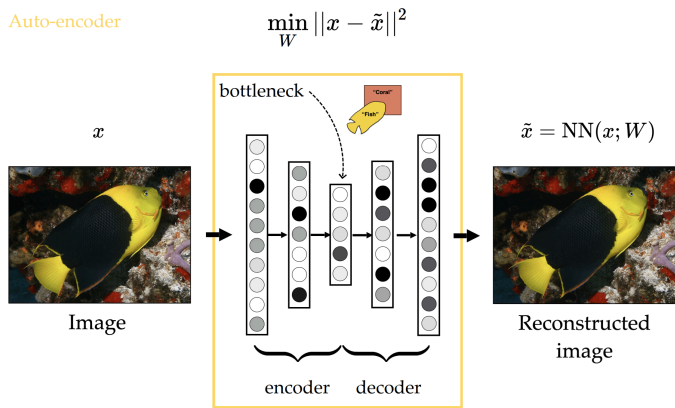 Auto-encoder
min_W ||x − x̃||²
bottleneck
"Coral"
"Fish"
x
x̃ = NN(x; W)
Image
Reconstructed
image
encoder
decoder